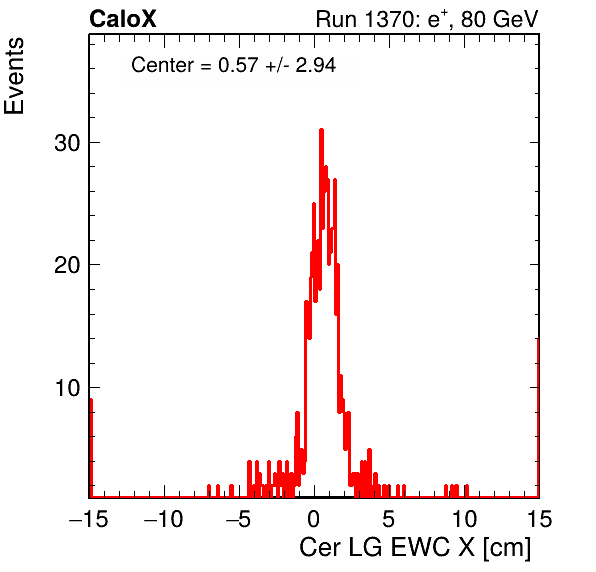 CaloX Run 1370: e⁺, 80 GeV
Center = 0.57 +/- 2.94
Events
30
20
10
−15 −10 −5 0 5 10 15
Cer LG EWC X [cm]